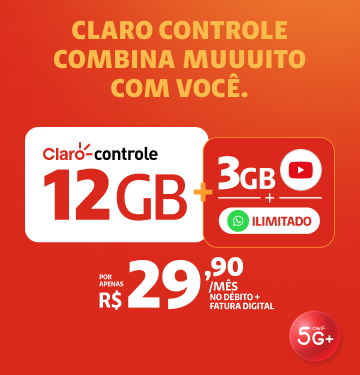 CLARO CONTROLE
COMBINA MUUUITO
COM VOCÊ.
Claro-controle
12GB
+
3GB
+
ILIMITADO
POR
APENAS
R$ 29,90
/MÊS
NO DÉBITO +
FATURA DIGITAL
Claro
5G+